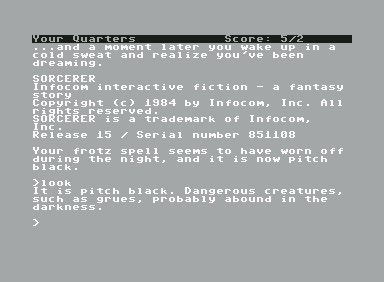 Your Quarters Score: 5/2
...and a moment later you wake up in a
cold sweat and realize you've been
dreaming.
SORCERER
Infocom interactive fiction - a fantasy
story
Copyright (c) 1984 by Infocom, Inc. All
rights reserved.
SORCERER is a trademark of Infocom,
Inc.
Release 15 / Serial number 851108
Your frotz spell seems to have worn off
during the night, and it is now pitch
black.
>look
It is pitch black. Dangerous creatures,
such as grues, probably abound in the
darkness.
>